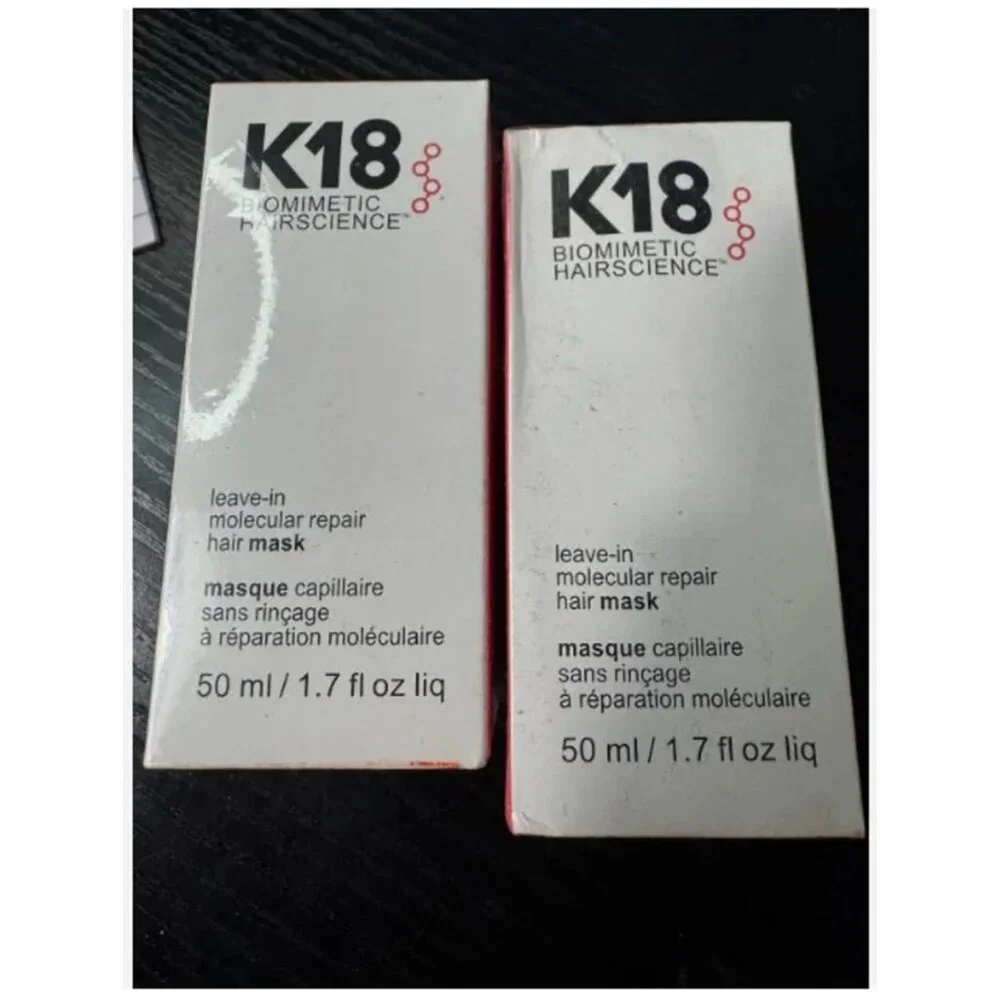 K18
BIOMIMETIC
HAIRSCIENCE™
leave-in
molecular repair
hair mask
masque capillaire
sans rinçage
à réparation moléculaire
50 ml / 1.7 fl oz liq
K18
BIOMIMETIC
HAIRSCIENCE™
leave-in
molecular repair
hair mask
masque capillaire
sans rinçage
à réparation moléculaire
50 ml / 1.7 fl oz liq